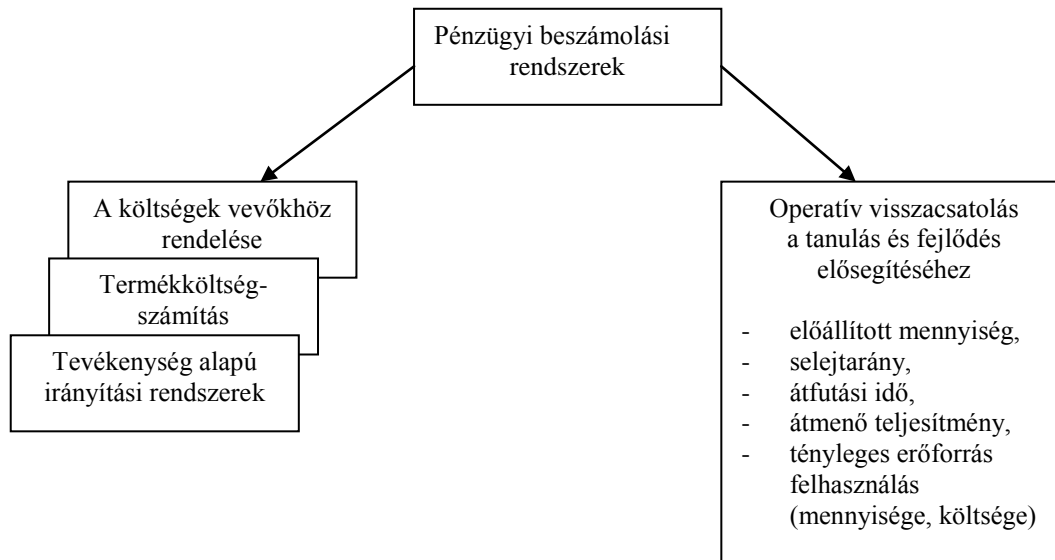 Pénzügyi beszámolási
rendszerek
A költségek vevőkhöz
rendelése
Termékköltség-
számítás
Tevékenység alapú
irányítási rendszerek
Operatív visszacsatolás
a tanulás és fejlődés
elősegítéséhez
- előállított mennyiség,
- selejtarány,
- átfutási idő,
- átmenő teljesítmény,
- tényleges erőforrás
felhasználás
(mennyisége, költsége)